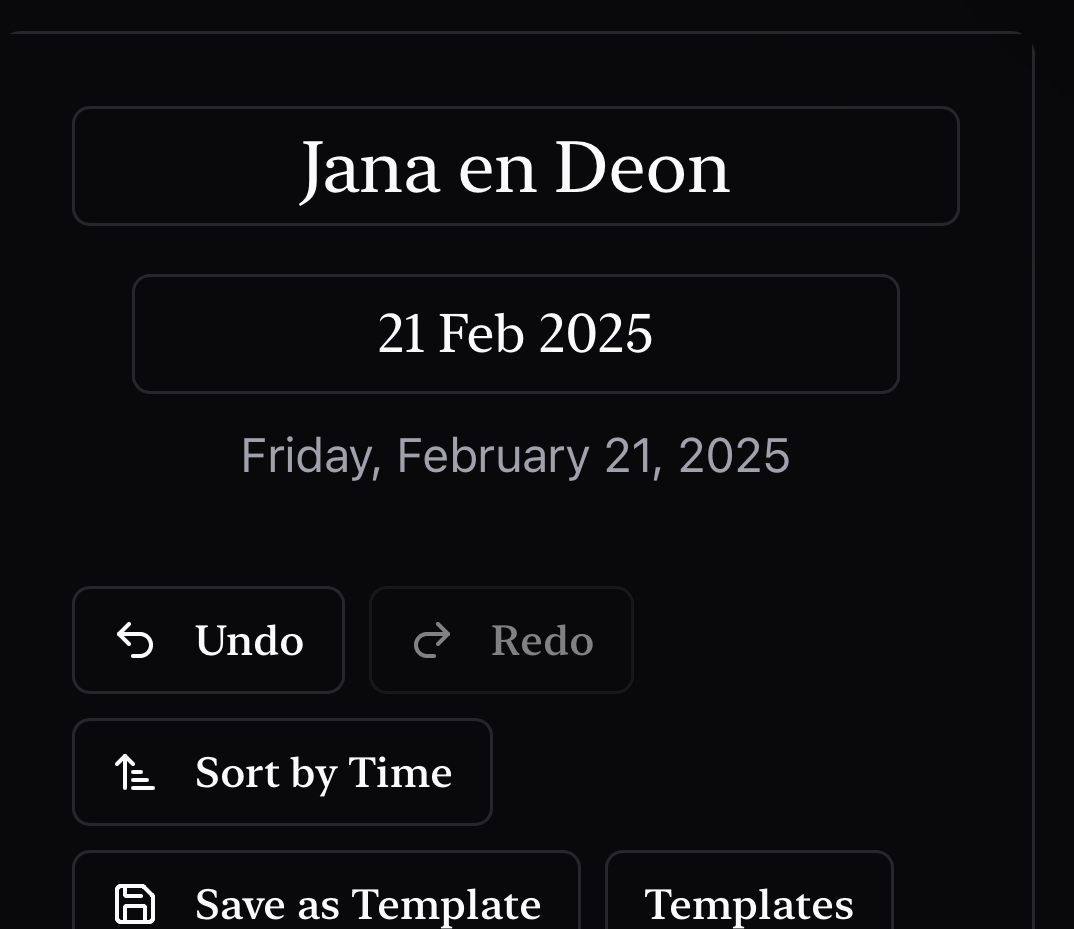 Jana en Deon
21 Feb 2025
Friday, February 21, 2025
Undo Redo
Sort by Time
Save as Template Templates